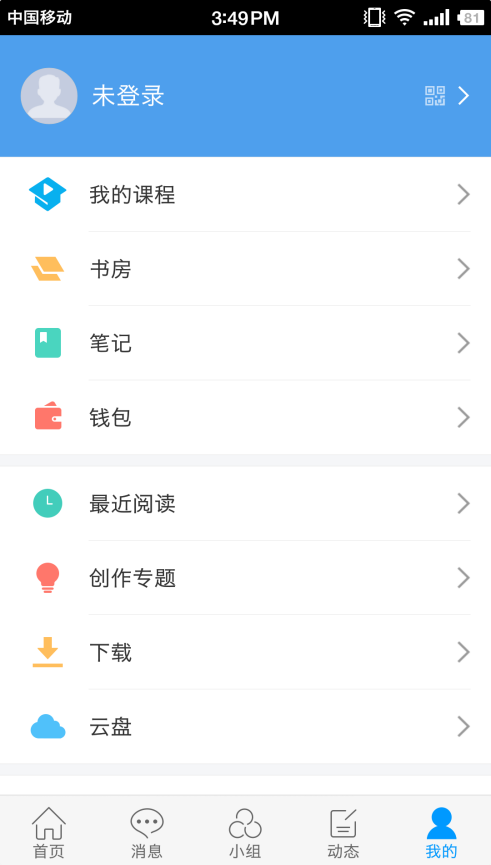 中国移动 3:49PM 81
未登录
我的课程
书房
笔记
钱包
最近阅读
创作专题
下载
云盘
首页 消息 小组 动态 我的